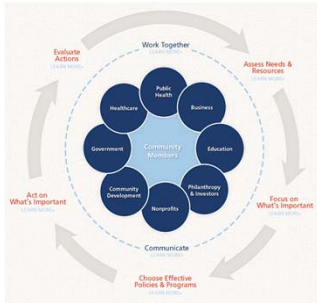 Work Together
LEARN MORE>
Evaluate
Actions
LEARN MORE>
Assess Needs &
Resources
LEARN MORE>
Public
Health
Healthcare
Business
Government
Community
Members
Education
Community
Development
Philanthropy
& Investors
Nonprofits
Act on
What's Important
LEARN MORE>
Focus on
What's Important
LEARN MORE>
Communicate
LEARN MORE>
Choose Effective
Policies & Programs
LEARN MORE>